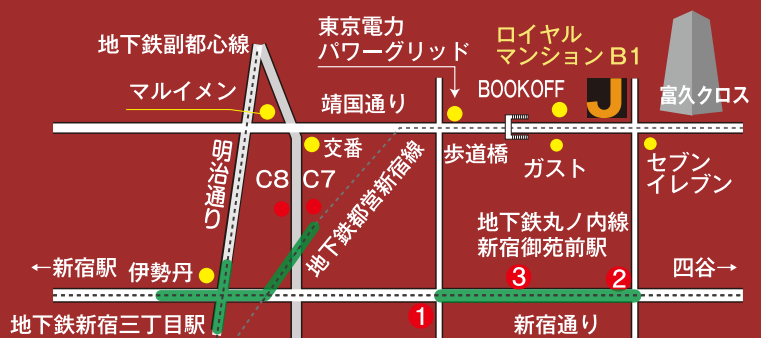 地下鉄副都心線
東京電力
パワーグリッド
ロイヤル
マンションB1
マルイメン
靖国通り
BOOKOFF
J
富久クロス
明治通り
交番
C8
C7
地下鉄都営新宿線
歩道橋
ガスト
セブン
イレブン
地下鉄丸ノ内線
新宿御苑前駅
←新宿駅
伊勢丹
3
2
四谷→
地下鉄新宿三丁目駅
1
新宿通り